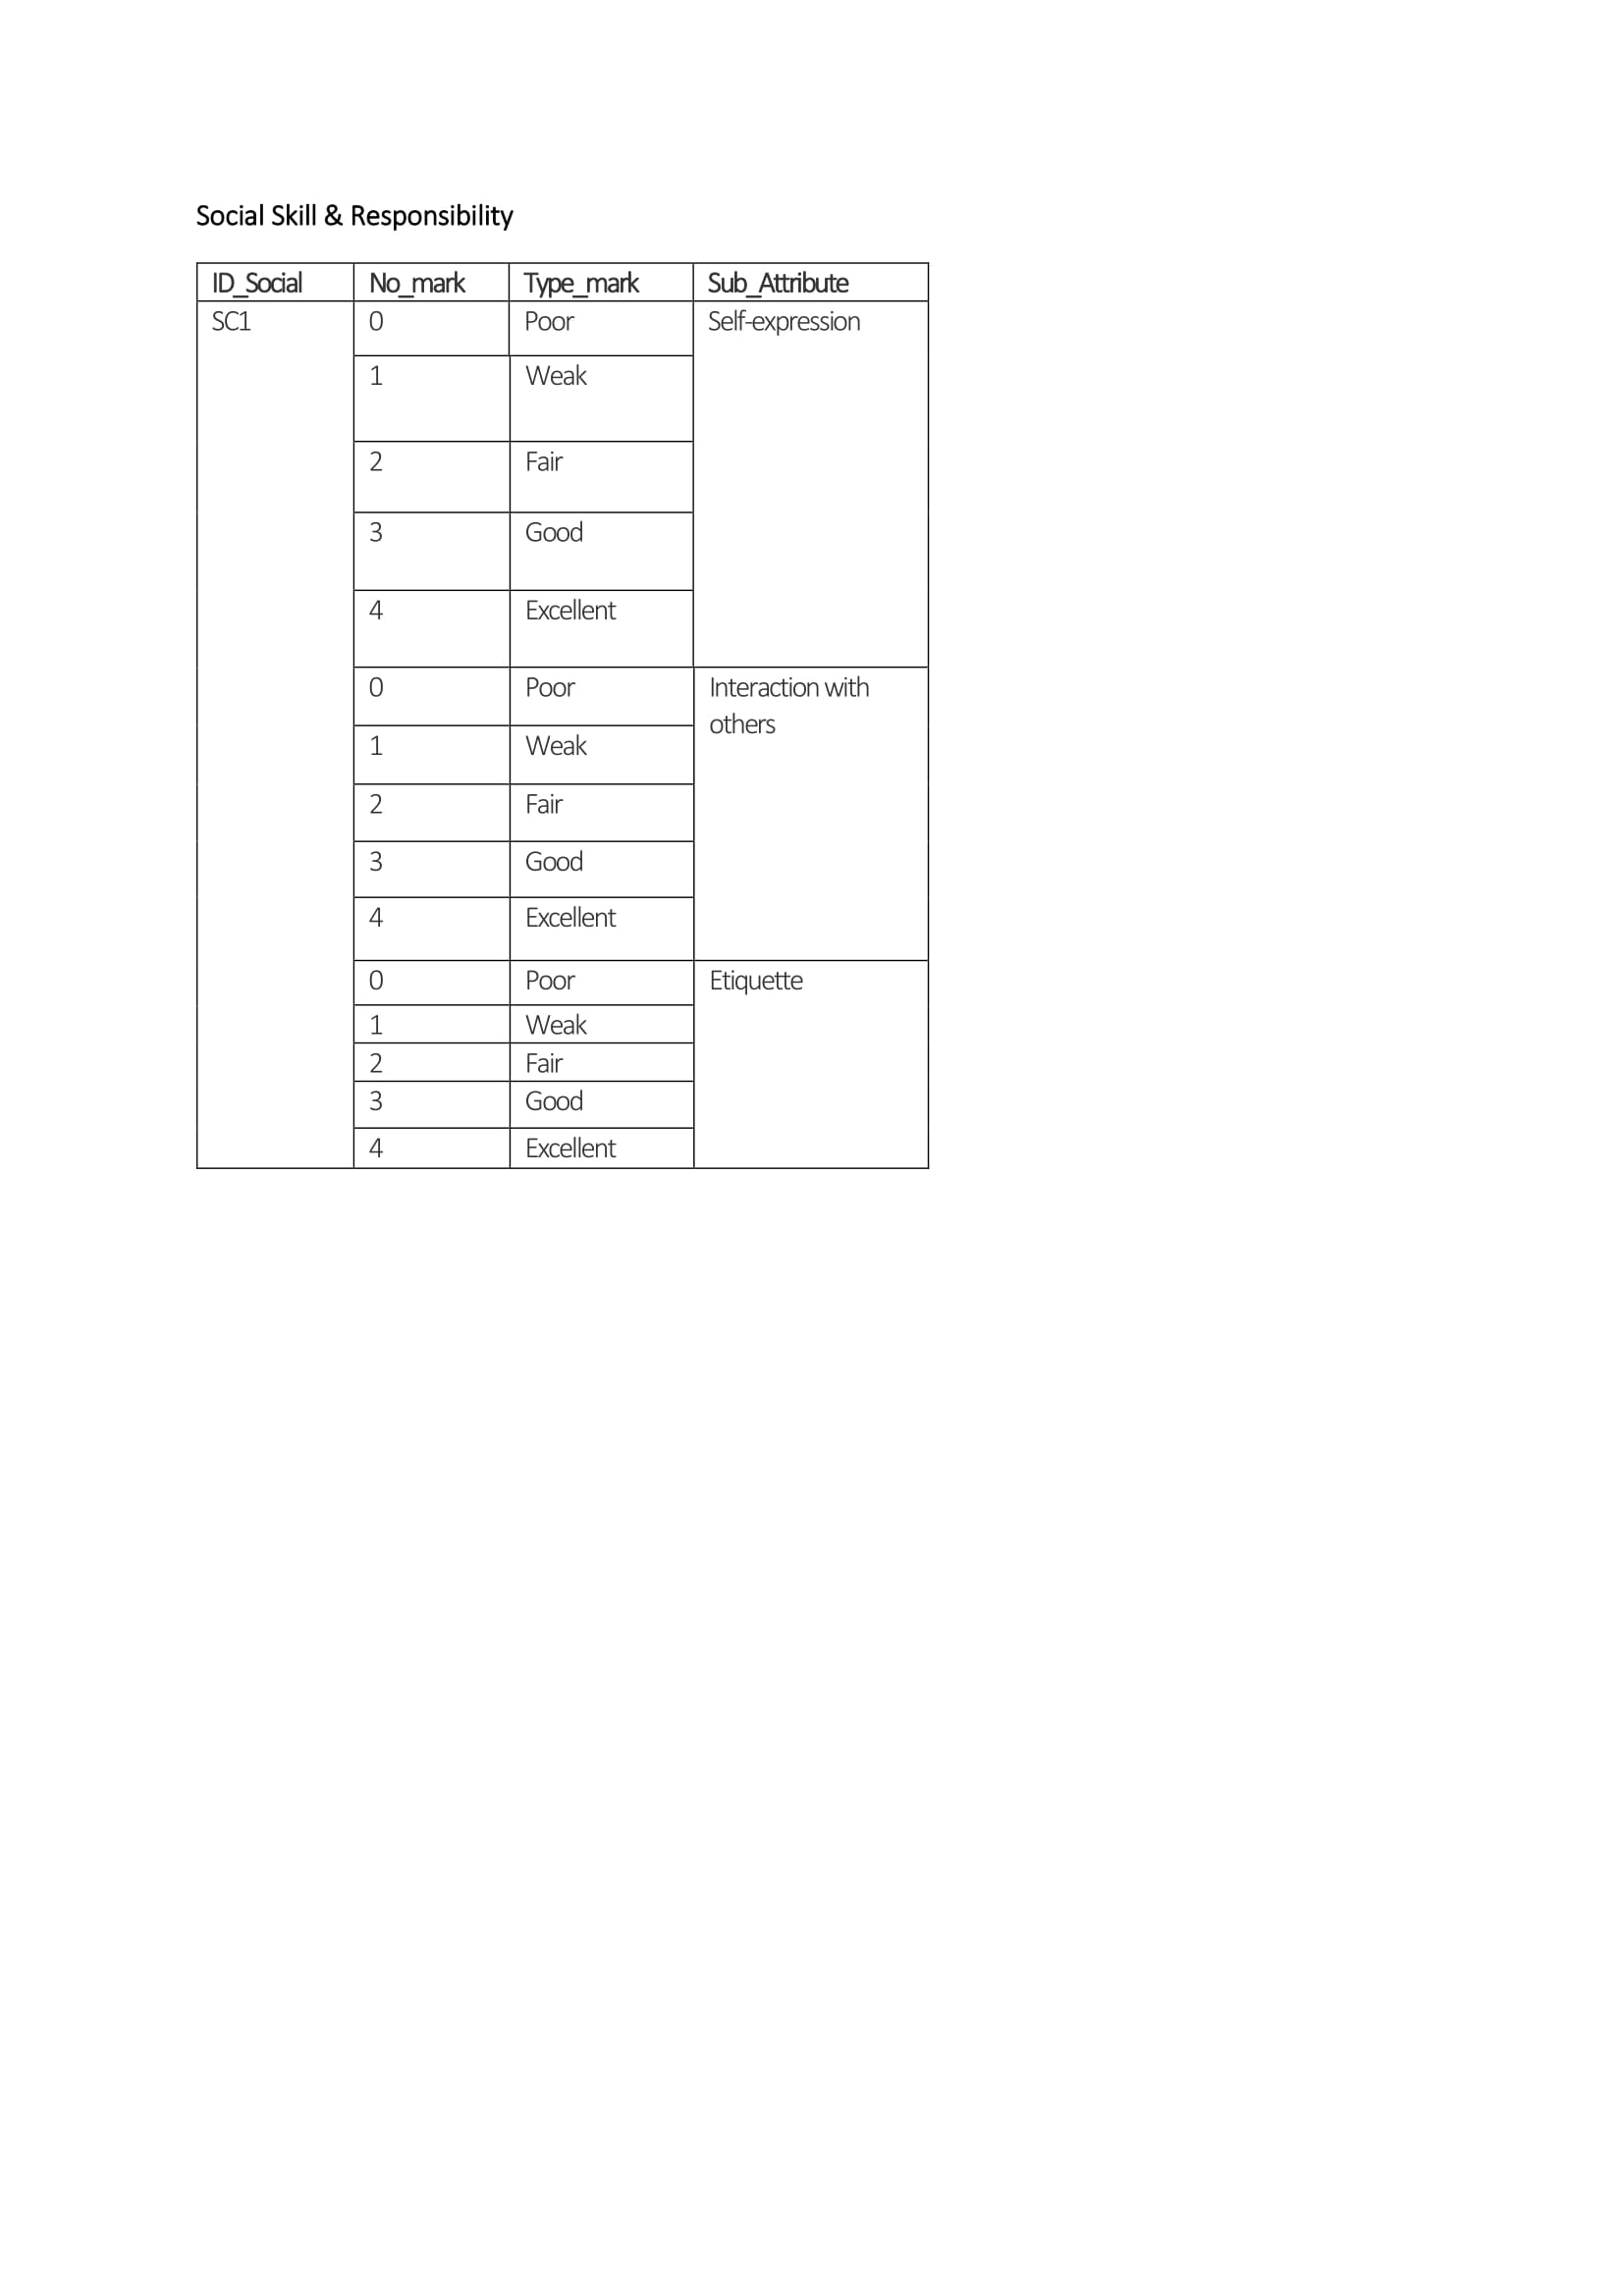 Social Skill & Responsibility
ID_Social No_mark Type_mark Sub_Attribute
SC1 0 Poor Self-expression
1 Weak
2 Fair
3 Good
4 Excellent
0 Poor Interaction with
others
1 Weak
2 Fair
3 Good
4 Excellent
0 Poor Etiquette
1 Weak
2 Fair
3 Good
4 Excellent